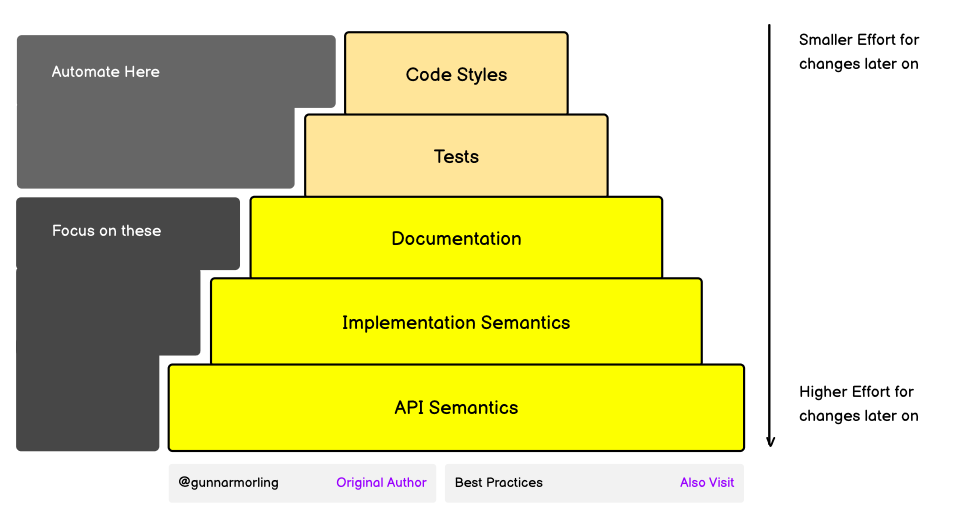 Automate Here
Code Styles
Smaller Effort for
changes later on
Tests
Focus on these
Documentation
Implementation Semantics
API Semantics
Higher Effort for
changes later on
@gunnarmorling
Original Author
Best Practices
Also Visit